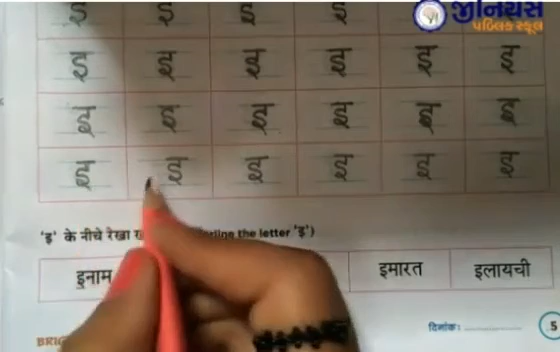 જીનિયસ
પબ્લિક સ્કૂલ
इ इ इ इ इ इ
इ इ इ इ इ इ
इ इ इ इ इ इ
इ इ इ इ इ इ
'इ' के नीचे रेखा the letter 'इ')
इनाम इमारत इलायची
दिनांक: 5